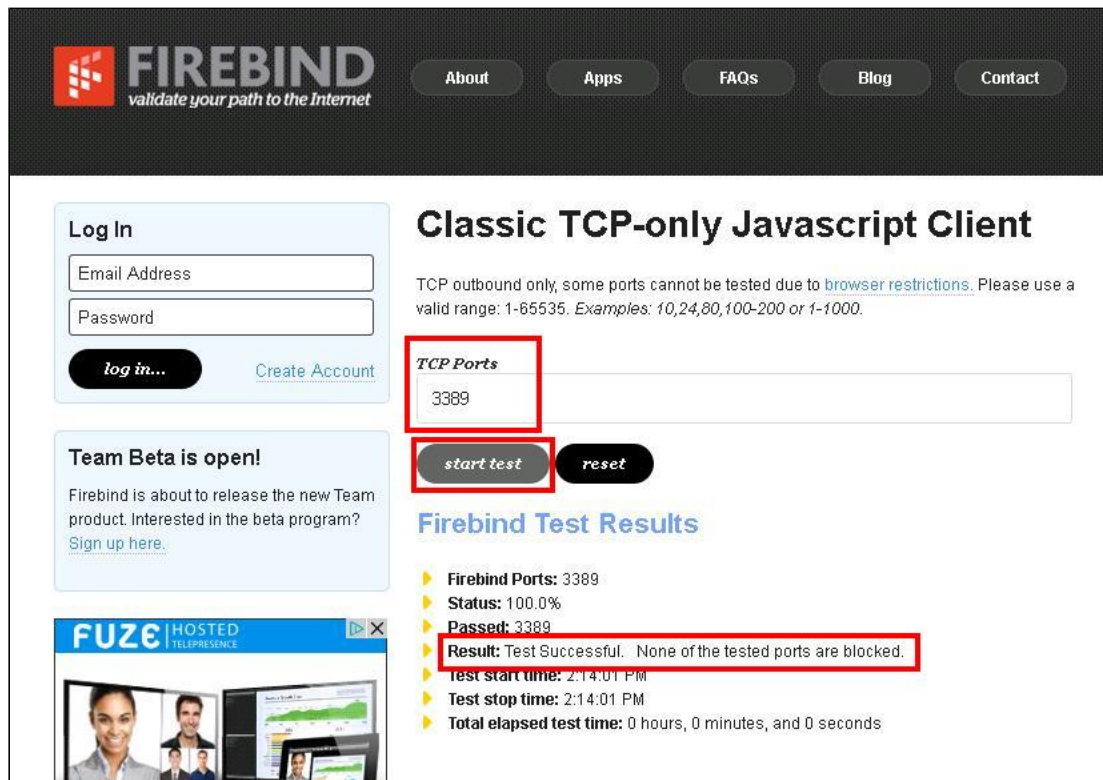 FIREBIND
validate your path to the Internet
About
Apps
FAQs
Blog
Contact
Log In
Email Address
Password
log in...
Create Account
Team Beta is open!
Firebind is about to release the new Team
product. Interested in the beta program?
Sign up here.
FUZE HOSTED
TELEPRESENCE
Classic TCP-only Javascript Client
TCP outbound only, some ports cannot be tested due to browser restrictions. Please use a
valid range: 1-65535. Examples: 10,24,80,100-200 or 1-1000.
TCP Ports
3389
start test
reset
Firebind Test Results
Firebind Ports: 3389
Status: 100.0%
Passed: 3389
Result: Test Successful. None of the tested ports are blocked.
Test start time: 2:14:01 PM
Test stop time: 2:14:01 PM
Total elapsed test time: 0 hours, 0 minutes, and 0 seconds